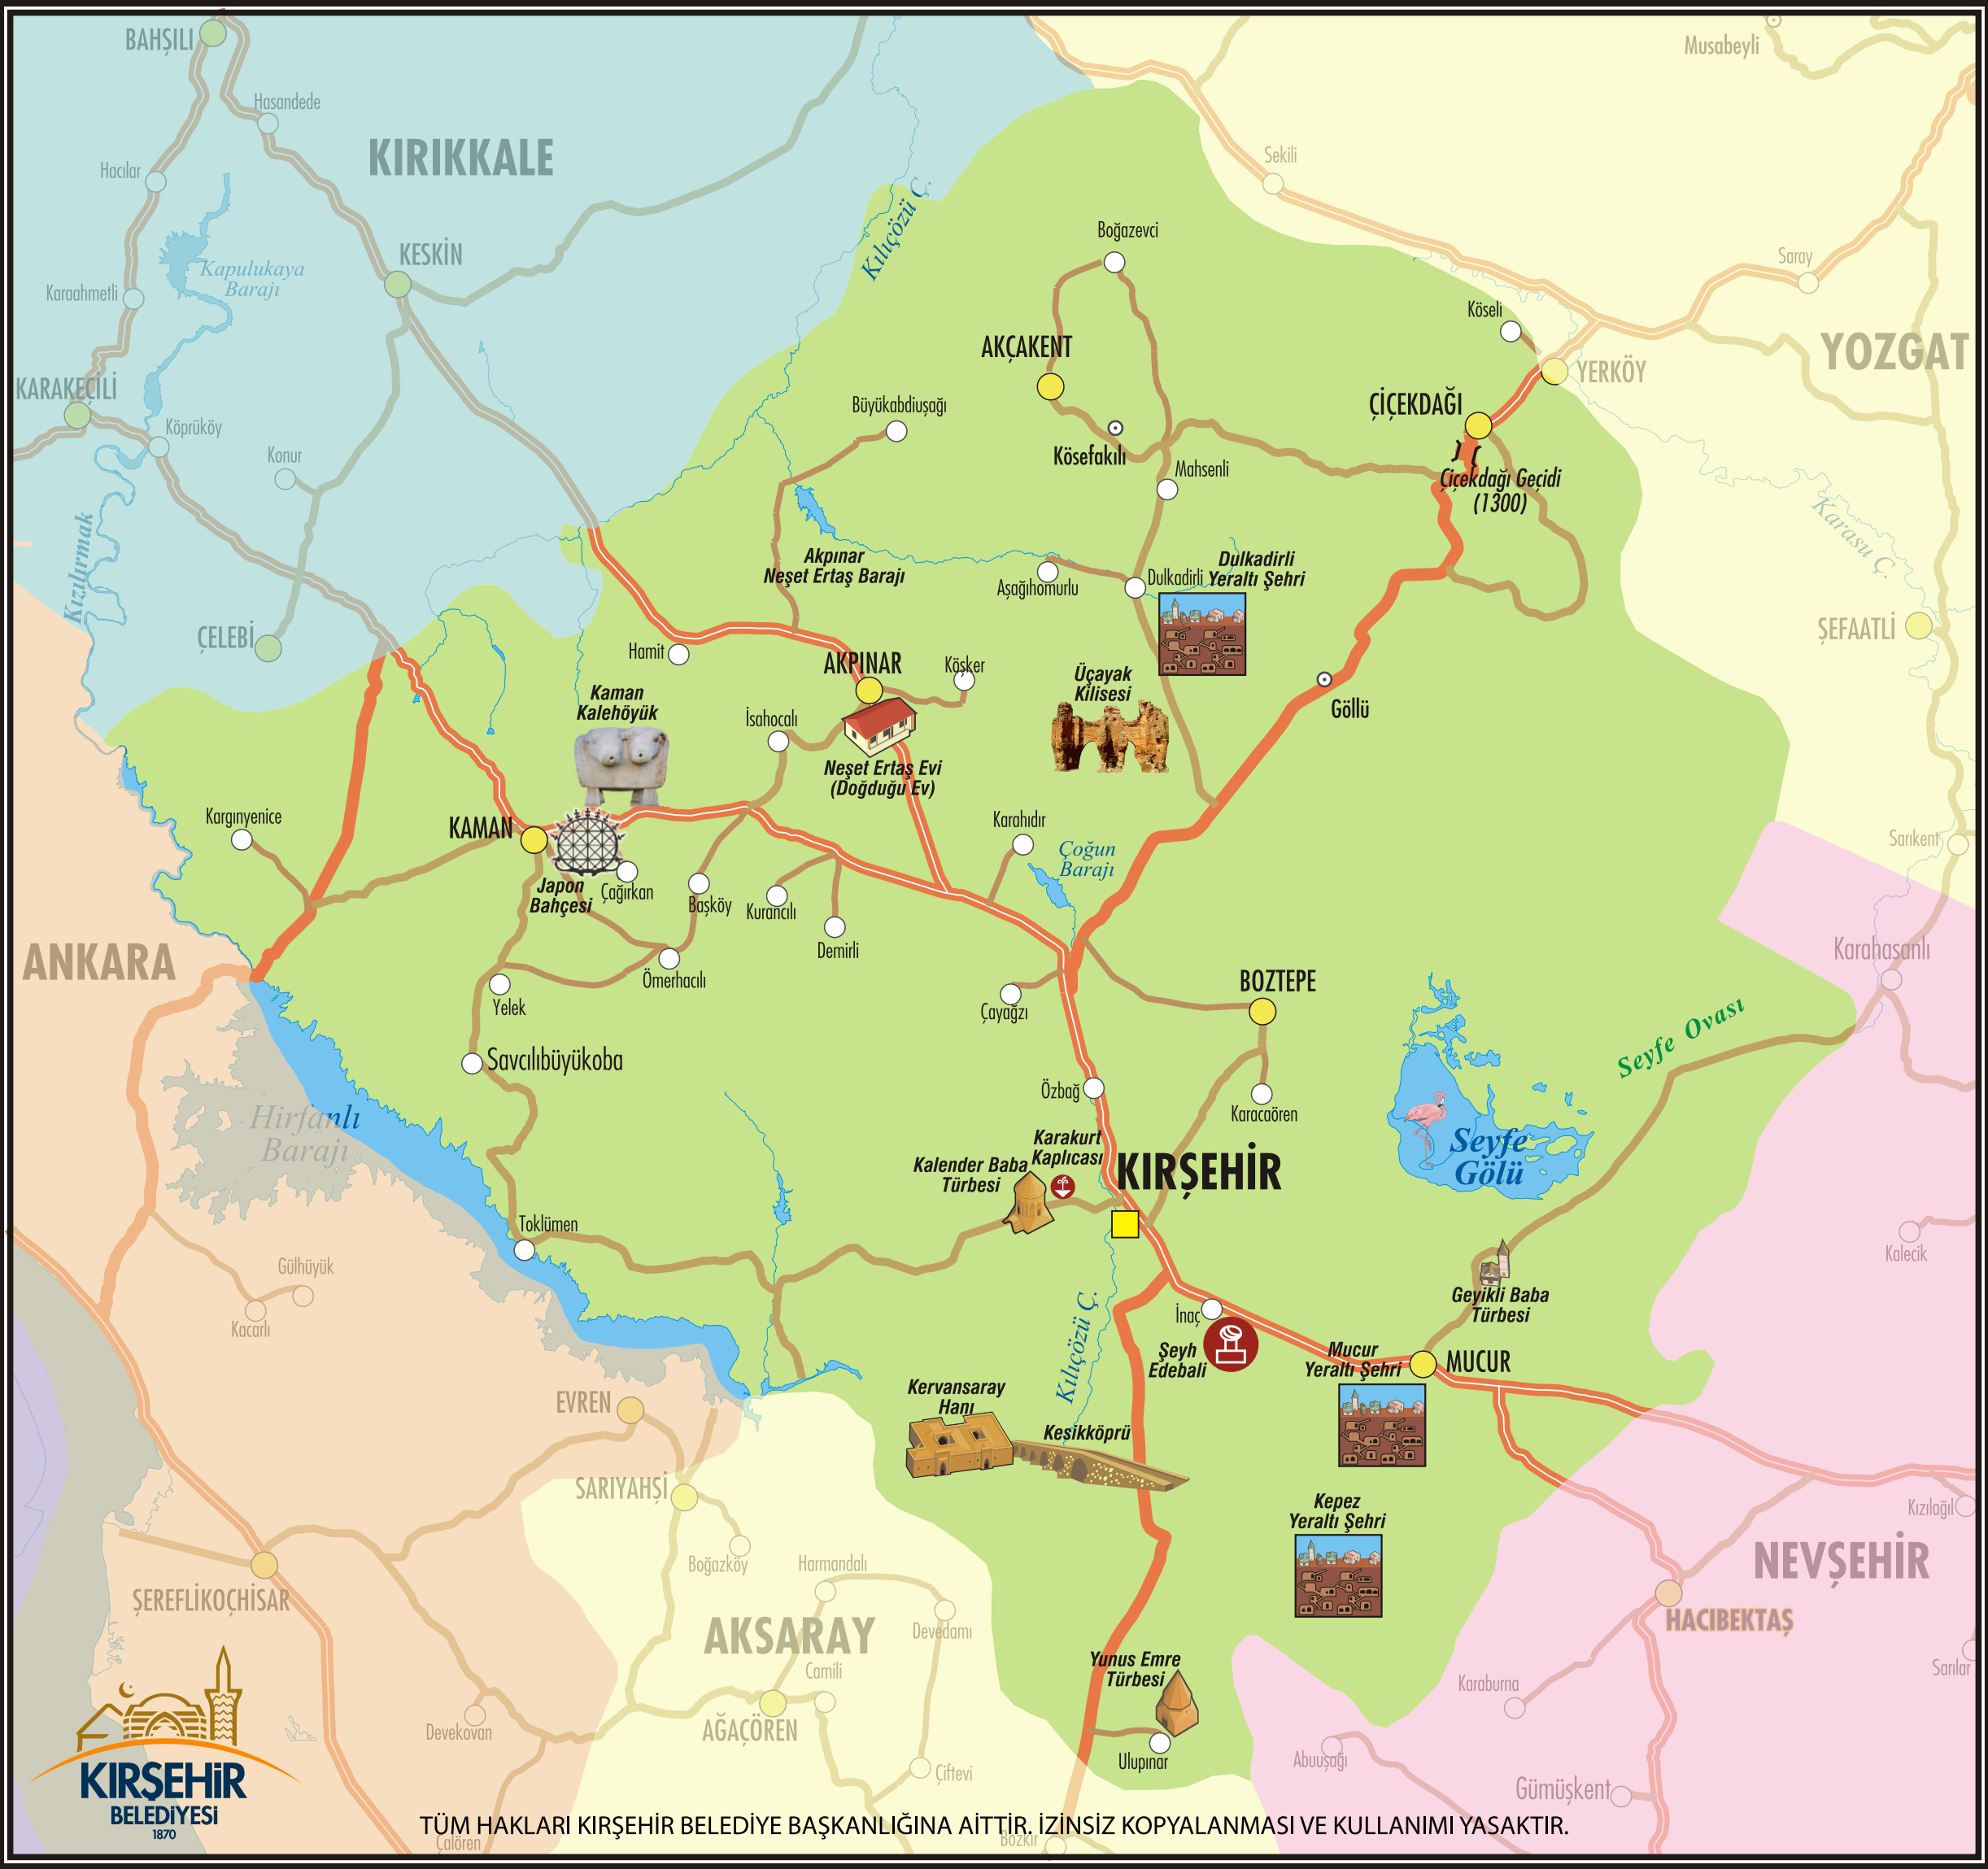 BAHŞILI
Musabeyli
Hasandede
KIRIKKALE
Sekili
Hacılar
Kılıçözü Ç.
Boğazevci
KESKİN
Kapulukaya
Barajı
Saray
Karaahmetli
Köseli
AKÇAKENT
YOZGAT
YERKÖY
KARAKEÇİLİ
ÇİÇEKDAĞI
Büyükabdiuşağı
Köprüköy
Konur
Kösefakılı
Mahsenli
Çiçekdağı Geçidi
(1300)
Kızılırmak
Karasu Ç.
Akpınar
Neşet Ertaş Barajı
Dulkadirli
Yeraltı Şehri
Aşağıhomurlu
Dulkadirli
ÇELEBİ
ŞEFAATLİ
Hamit
AKPINAR
Köşker
Üçayak
Kilisesi
Kaman
Kalehöyük
İsahocalı
Göllü
Neşet Ertaş Evi
(Doğduğu Ev)
Kargınyenice
KAMAN
Karahıdır
Çoğun
Barajı
Sarıkent
Japon
Bahçesi
Çağırkan
Başköy
Kurancılı
ANKARA
Demirli
Karahasanlı
Ömerhacılı
BOZTEPE
Yelek
Çayağzı
Seyfe Ovası
Savcılıbüyükoba
Özbağ
Hirfanlı
Barajı
Karacaören
Karakurt
Kaplıcası
Seyfe
Gölü
Kalender Baba
Türbesi
KIRŞEHİR
Toklümen
Kalecik
Gülhüyük
Geyikli Baba
Türbesi
Kacarlı
İnaç
Kılıçözü Ç.
Şeyh
Edebali
Mucur
Yeraltı Şehri
MUCUR
Kervansaray
Hanı
EVREN
Kesikköprü
SARIYAHŞİ
Kepez
Yeraltı Şehri
Kızılağıl
Boğazköy
Harmandalı
NEVŞEHİR
ŞEREFLİKOÇHİSAR
HACIBEKTAŞ
AKSARAY
Devedamı
Yunus Emre
Türbesi
Camili
Sarılar
Karaburna
Devekovan
AĞAÇÖREN
Ulupınar
Abuuşağı
Çiftevi
Gümüşkent
KIRŞEHİR
BELEDİYESİ
1870
TÜM HAKLARI KIRŞEHİR BELEDİYE BAŞKANLIĞINA AİTTİR. İZİNSİZ KOPYALANMASI VE KULLANIMI YASAKTIR.
Çalören
Bozkır